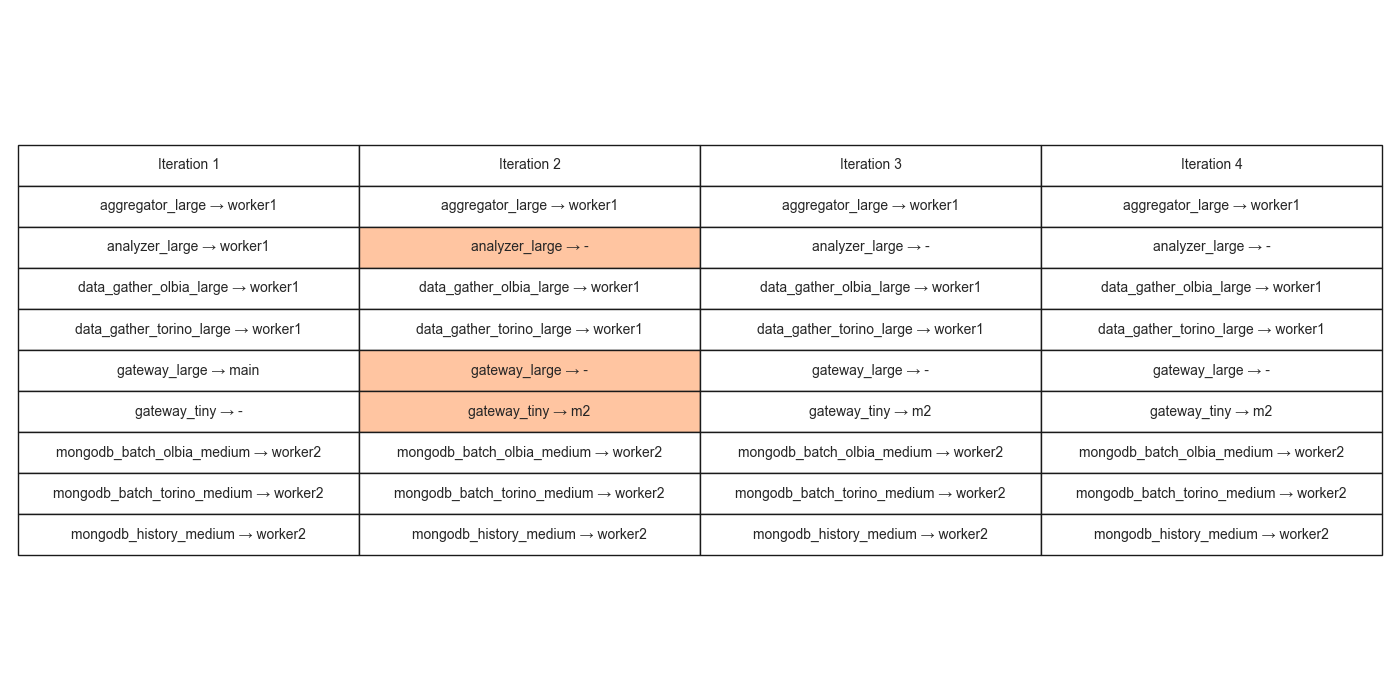 Iteration 1 Iteration 2 Iteration 3 Iteration 4
aggregator_large → worker1 aggregator_large → worker1 aggregator_large → worker1 aggregator_large → worker1
analyzer_large → worker1 analyzer_large → - analyzer_large → - analyzer_large → -
data_gather_olbia_large → worker1 data_gather_olbia_large → worker1 data_gather_olbia_large → worker1 data_gather_olbia_large → worker1
data_gather_torino_large → worker1 data_gather_torino_large → worker1 data_gather_torino_large → worker1 data_gather_torino_large → worker1
gateway_large → main gateway_large → - gateway_large → - gateway_large → -
gateway_tiny → - gateway_tiny → m2 gateway_tiny → m2 gateway_tiny → m2
mongodb_batch_olbia_medium → worker2 mongodb_batch_olbia_medium → worker2 mongodb_batch_olbia_medium → worker2 mongodb_batch_olbia_medium → worker2
mongodb_batch_torino_medium → worker2 mongodb_batch_torino_medium → worker2 mongodb_batch_torino_medium → worker2 mongodb_batch_torino_medium → worker2
mongodb_history_medium → worker2 mongodb_history_medium → worker2 mongodb_history_medium → worker2 mongodb_history_medium → worker2